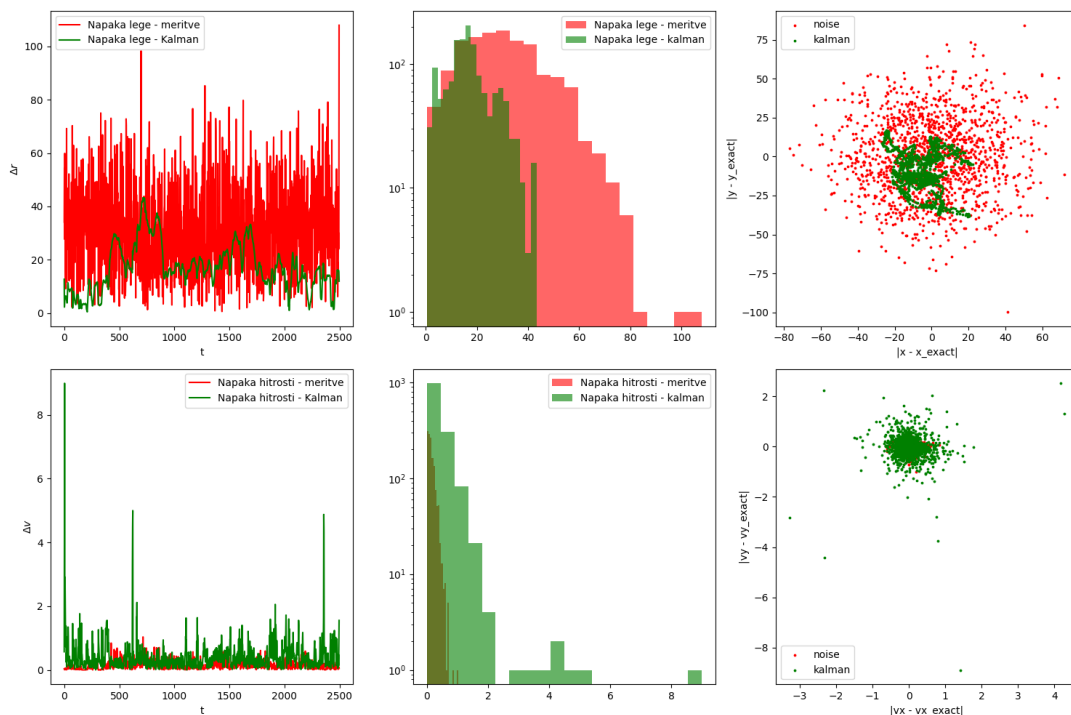 Napaka lege - meritve
Napaka lege - Kalman
100
80
60
40
20
0
Δr
0 500 1000 1500 2000 2500
t
Napaka lege - meritve
Napaka lege - kalman
10²
10¹
10⁰
0 20 40 60 80 100
noise
kalman
75
50
25
0
−25
−50
−75
−100
|y - y_exact|
−80 −60 −40 −20 0 20 40 60
|x - x_exact|
Napaka hitrosti - meritve
Napaka hitrosti - Kalman
8
6
4
2
0
Δv
0 500 1000 1500 2000 2500
t
Napaka hitrosti - meritve
Napaka hitrosti - kalman
10³
10²
10¹
10⁰
0 2 4 6 8
2
0
−2
−4
−6
−8
|vy - vy_exact|
noise
kalman
−3 −2 −1 0 1 2 3 4
|vx - vx_exact|